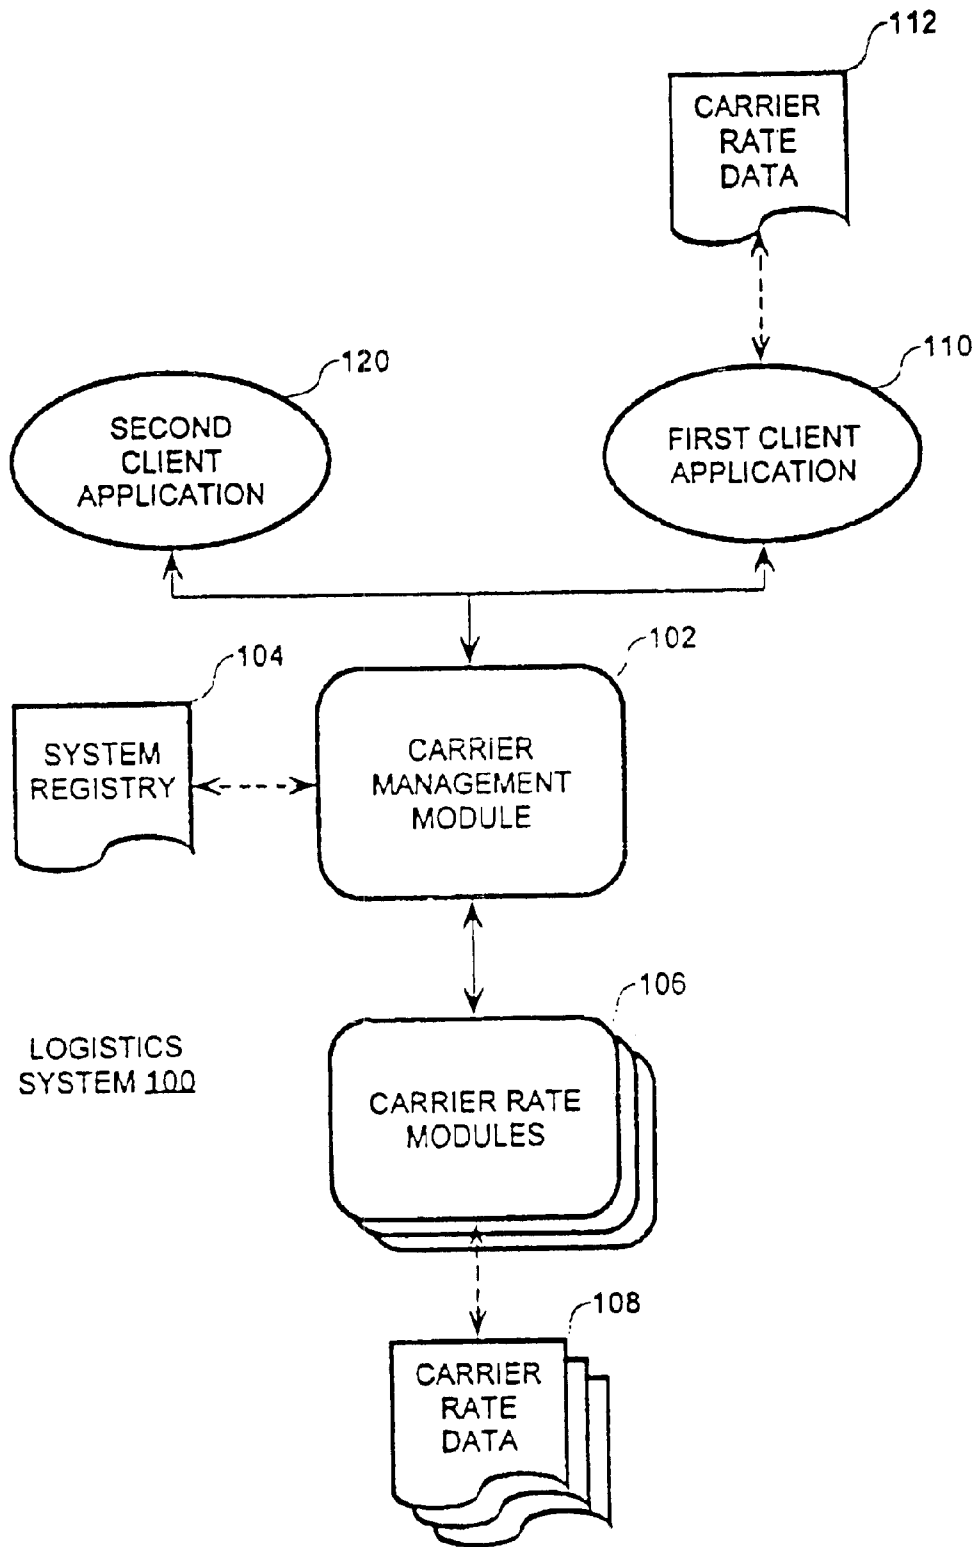 112
CARRIER
RATE
DATA
120
110
SECOND
CLIENT
APPLICATION
FIRST CLIENT
APPLICATION
104
102
SYSTEM
REGISTRY
CARRIER
MANAGEMENT
MODULE
106
LOGISTICS
SYSTEM 100
CARRIER RATE
MODULES
108
CARRIER
RATE
DATA